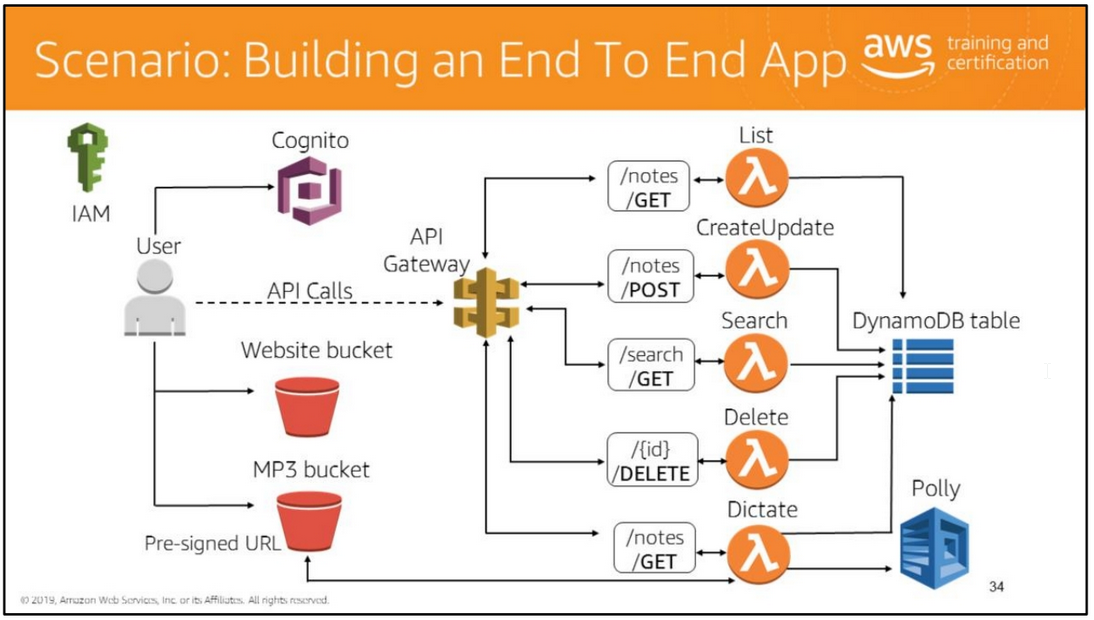 Scenario: Building an End To End App
aws training and
certification
IAM
Cognito
User
API
Gateway
API Calls
Website bucket
MP3 bucket
Pre-signed URL
List
/notes
/GET
CreateUpdate
/notes
/POST
Search
/search
/GET
Delete
/{id}
/DELETE
Dictate
/notes
/GET
DynamoDB table
Polly
34
© 2019, Amazon Web Services, Inc. or its Affiliates. All rights reserved.